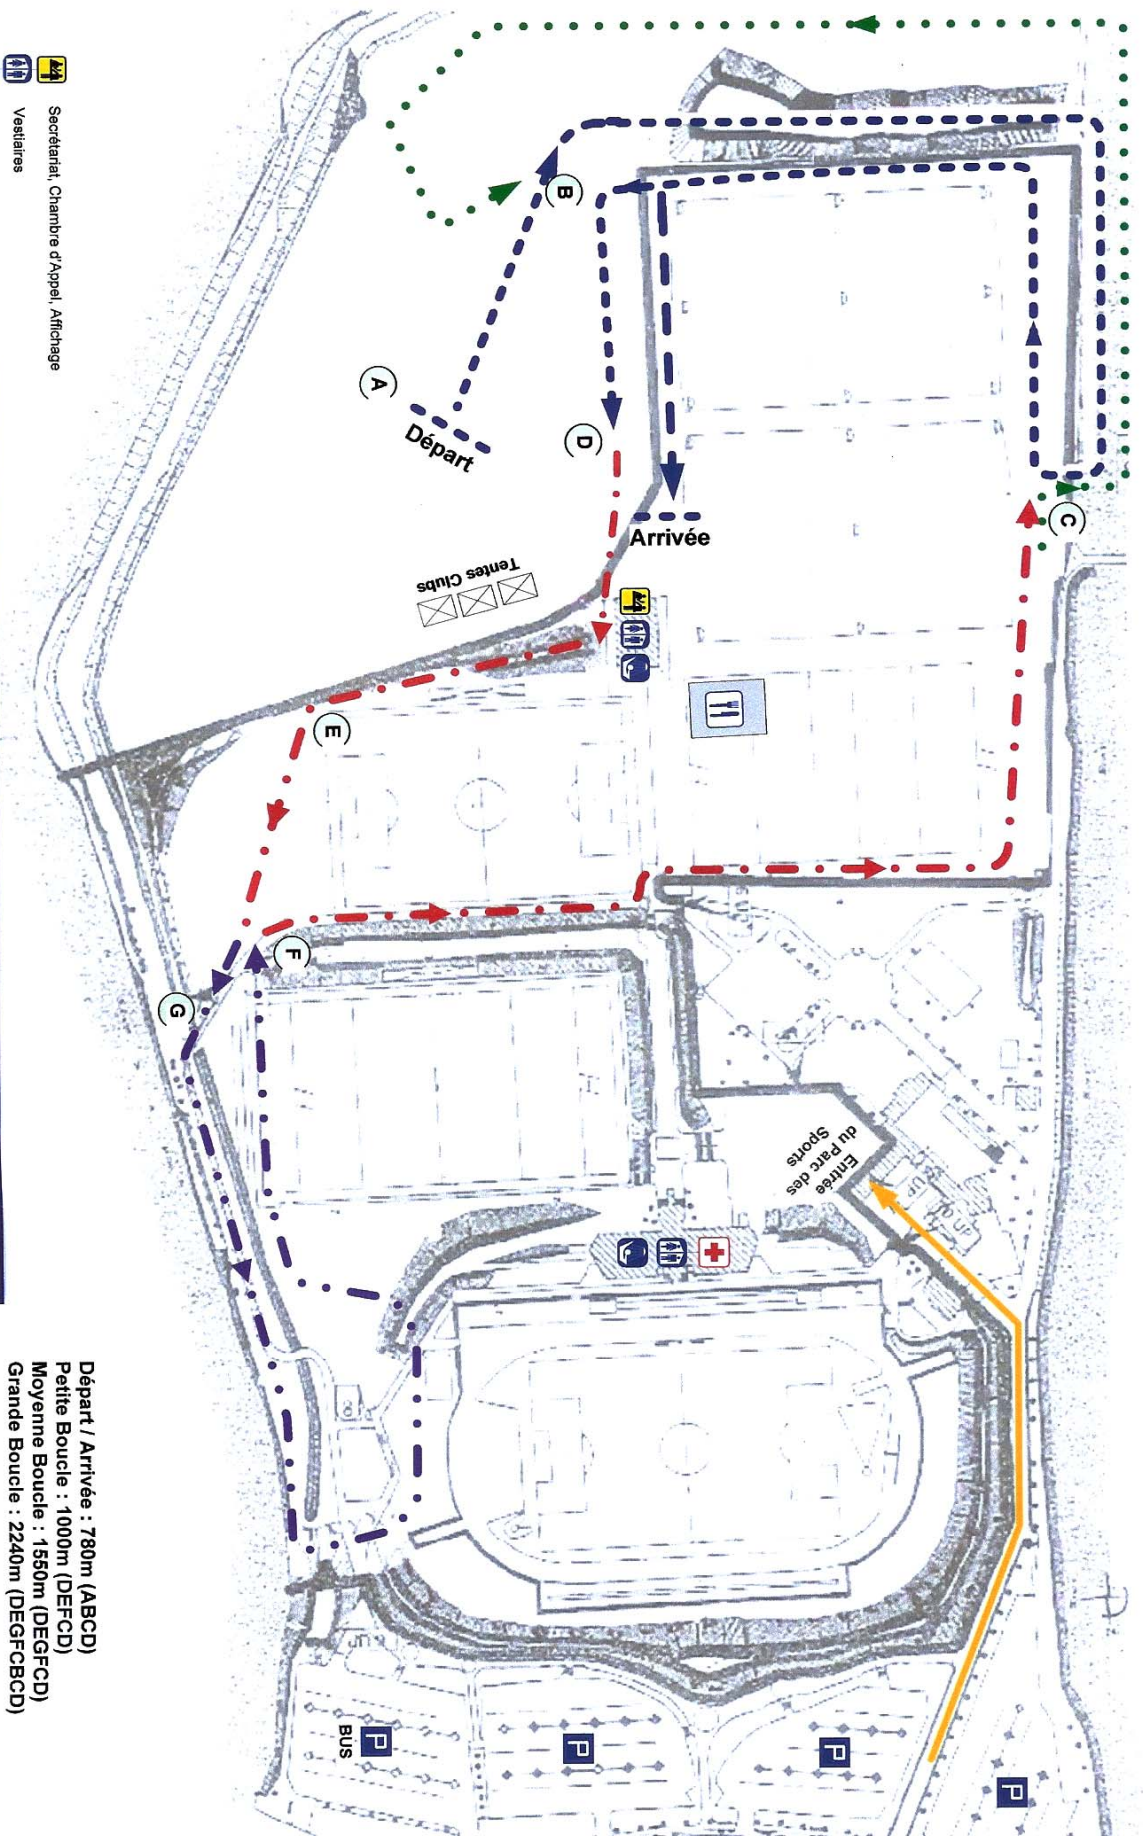 Secrétariat, Chambre d'Appel, Affichage
Vestiaires
A
Départ
B
C
D
Arrivée
Tentes Clubs
E
F
G
Entrée
du Parc des
Sports
P
BUS
P
P
P
Départ / Arrivée : 780m (ABCD)
Petite Boucle : 1000m (DEFCD)
Moyenne Boucle : 1550m (DEGFCD)
Grande Boucle : 2240m (DEGFCBCD)